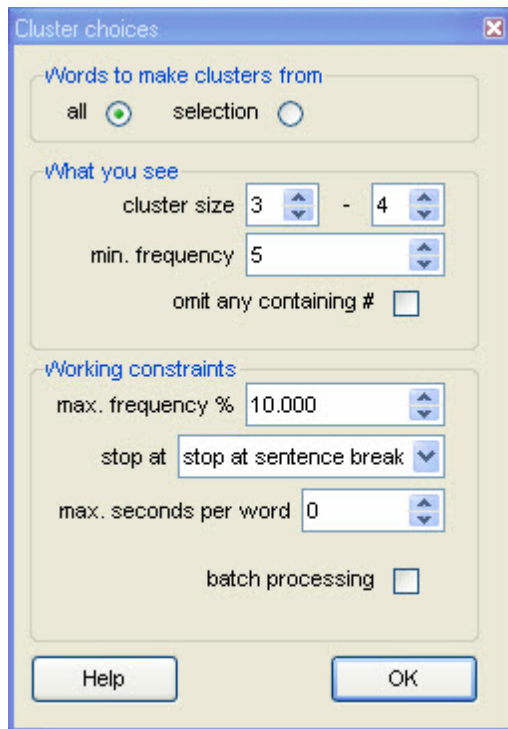 Cluster choices
Words to make clusters from
all selection
What you see
cluster size 3 - 4
min. frequency 5
omit any containing #
Working constraints
max. frequency % 10.000
stop at stop at sentence break
max. seconds per word 0
batch processing
Help OK